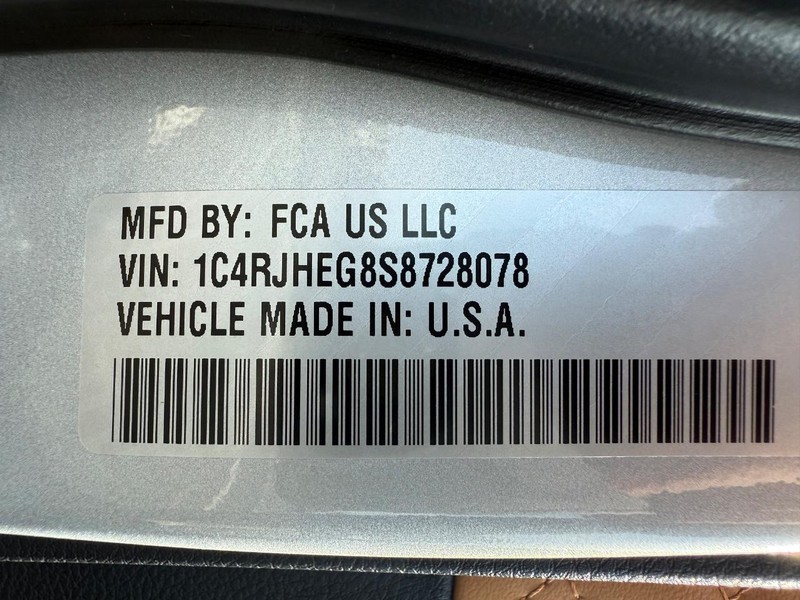 MFD BY: FCA US LLC
VIN: 1C4RJHEG8S8728078
VEHICLE MADE IN: U.S.A.